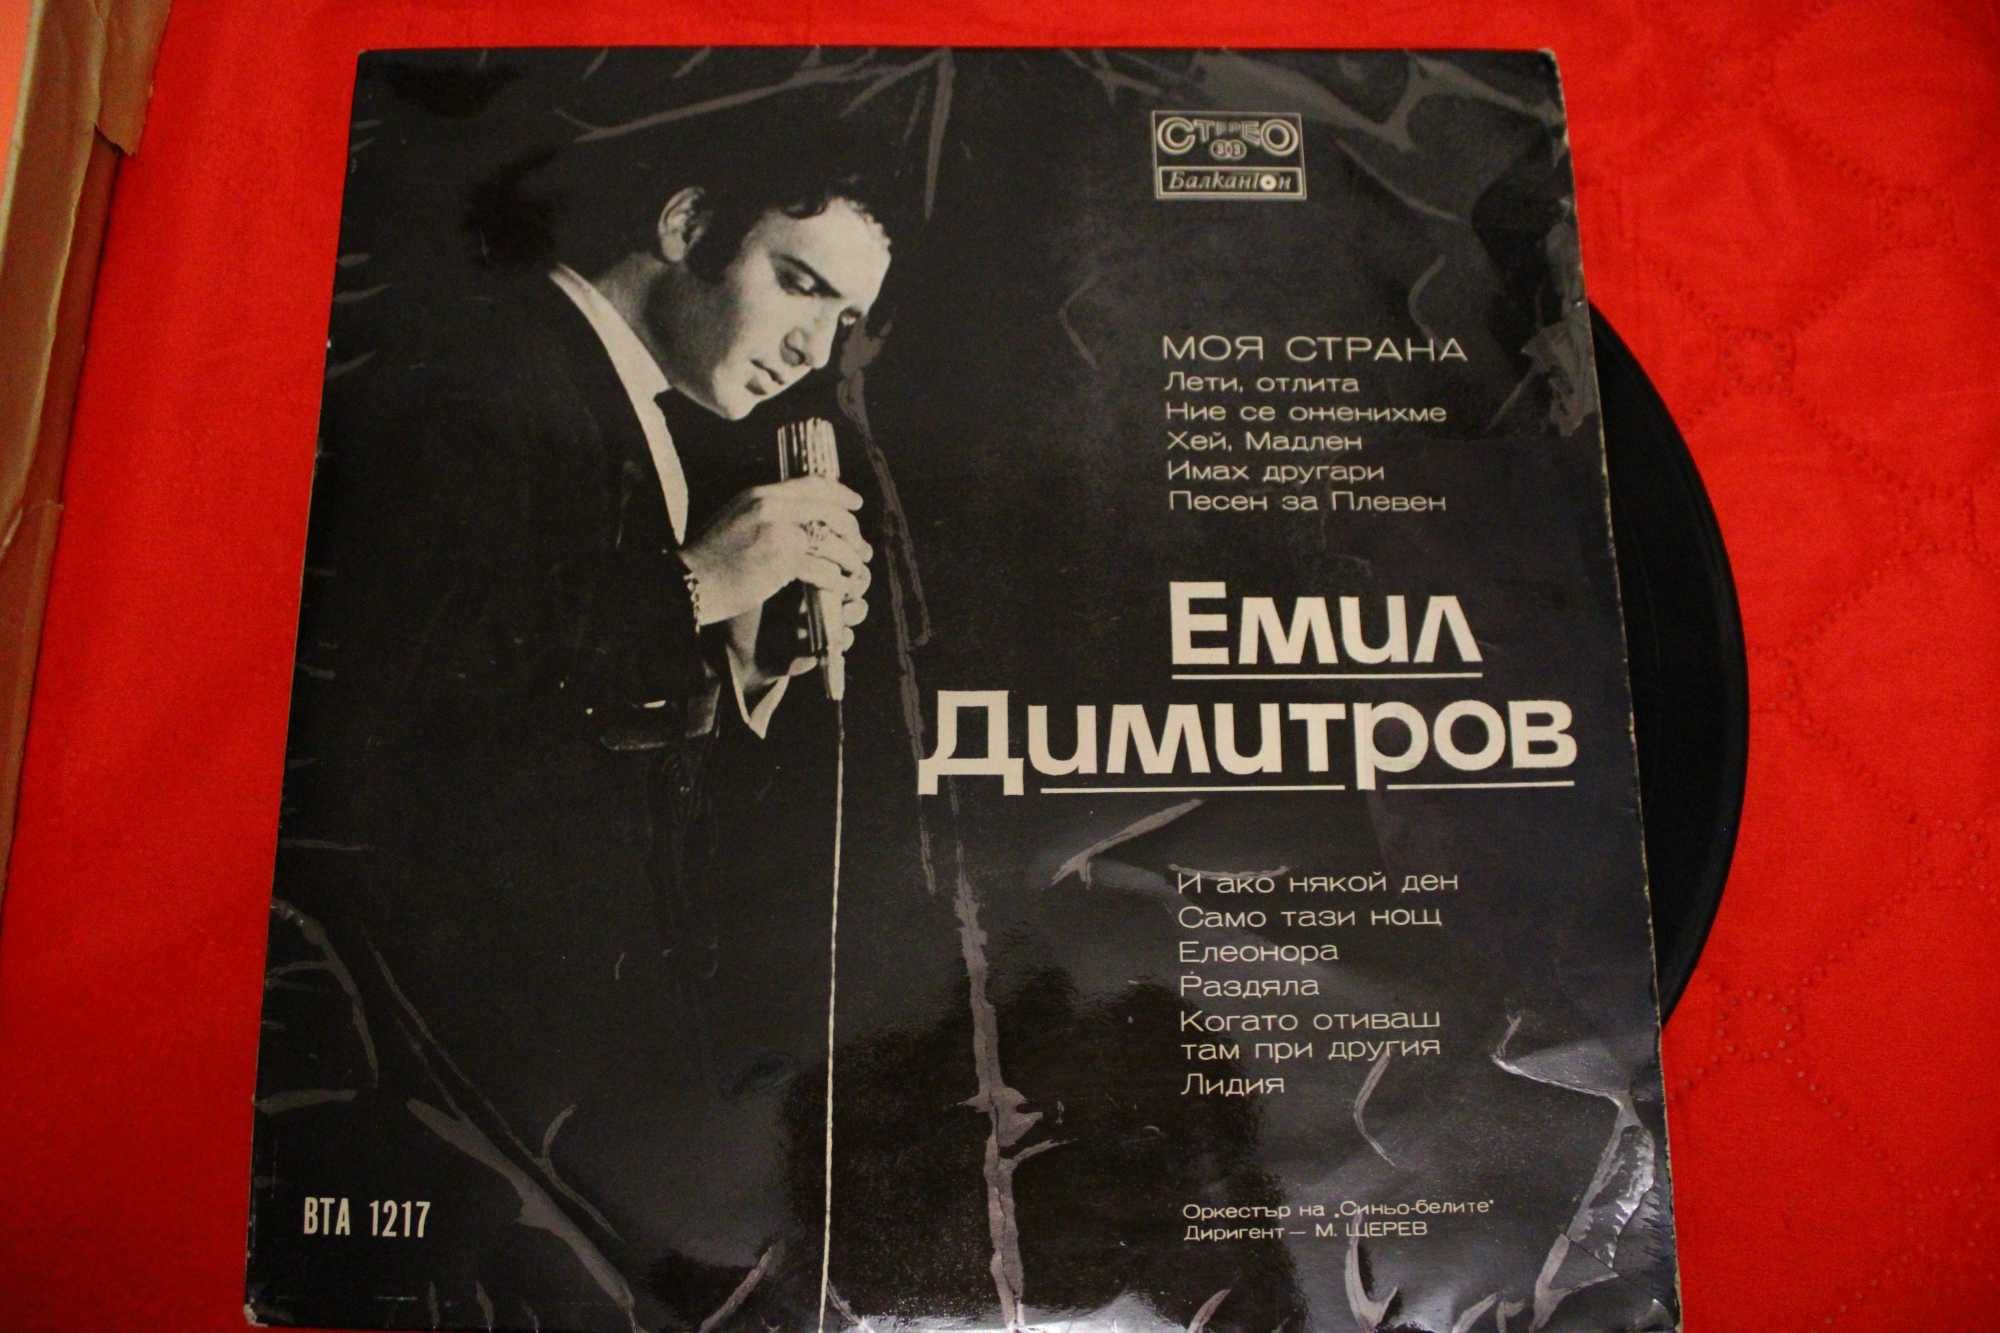 СТЕРЕО
ЗОЗ
Балкантон
МОЯ СТРАНА
Лети, отлита
Ние се оженихме
Хей, Мадлен
Имах другари
Песен за Плевен
Емил
Димитров
И ако някой ден
Само тази нощ
Елеонора
Раздяла
Когато отиваш
там при другия
Лидия
Оркестър на „Синьо-белите“
Диригент — М. ЩЕРЕВ
ВТА 1217